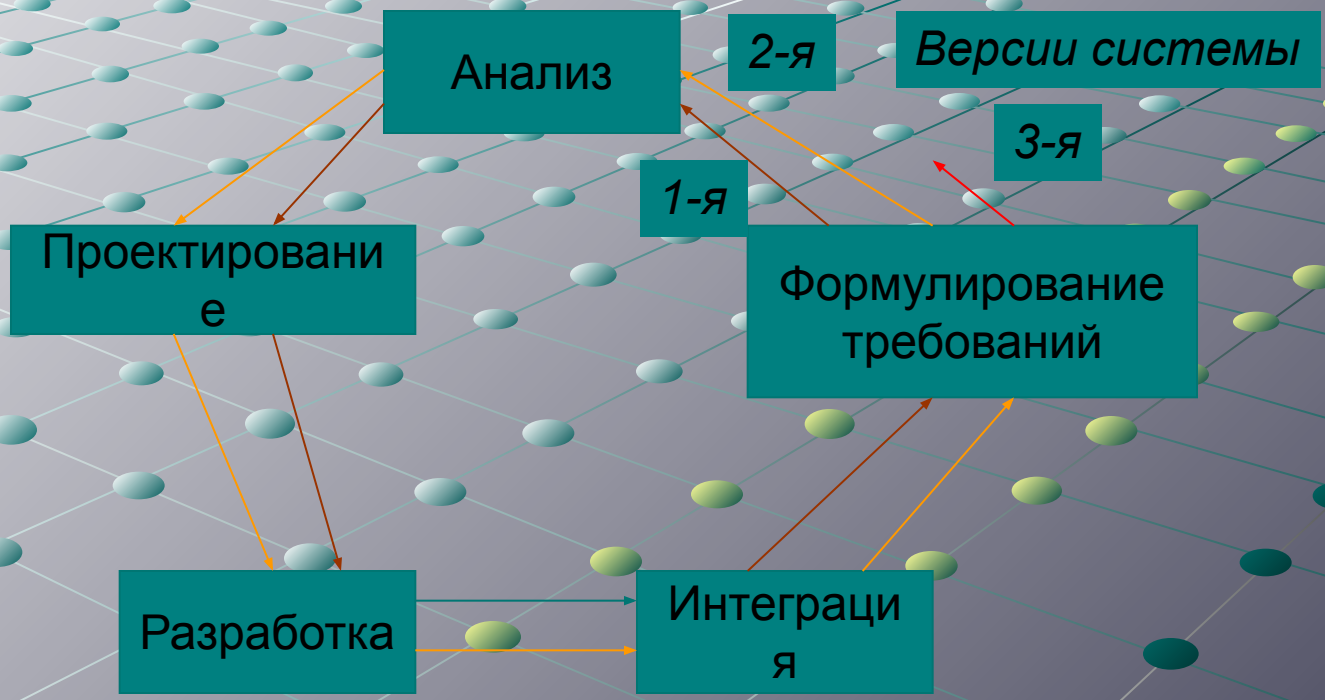 Анализ
2-я
Версии системы
3-я
1-я
Проектировани
е
Формулирование
требований
Разработка
Интеграци
я